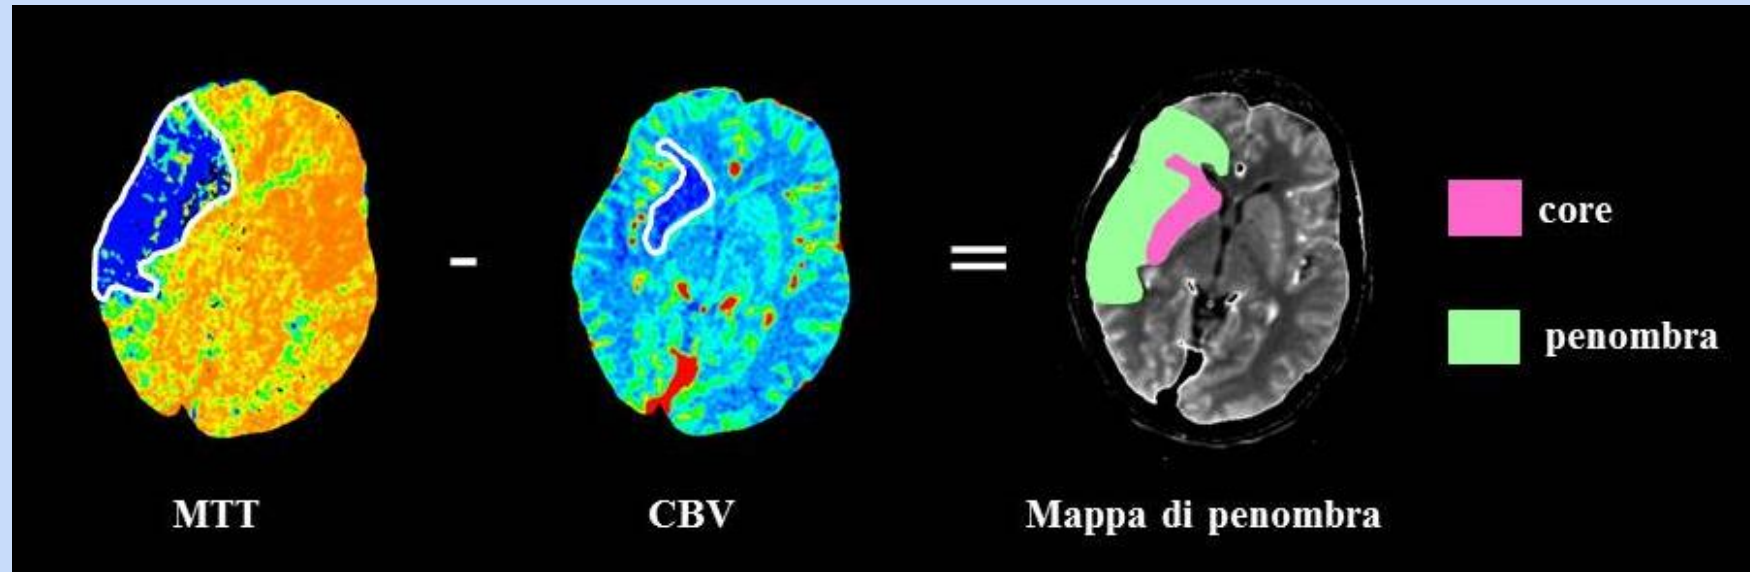 MTT
-
CBV
=
Mappa di penombra
core
penombra